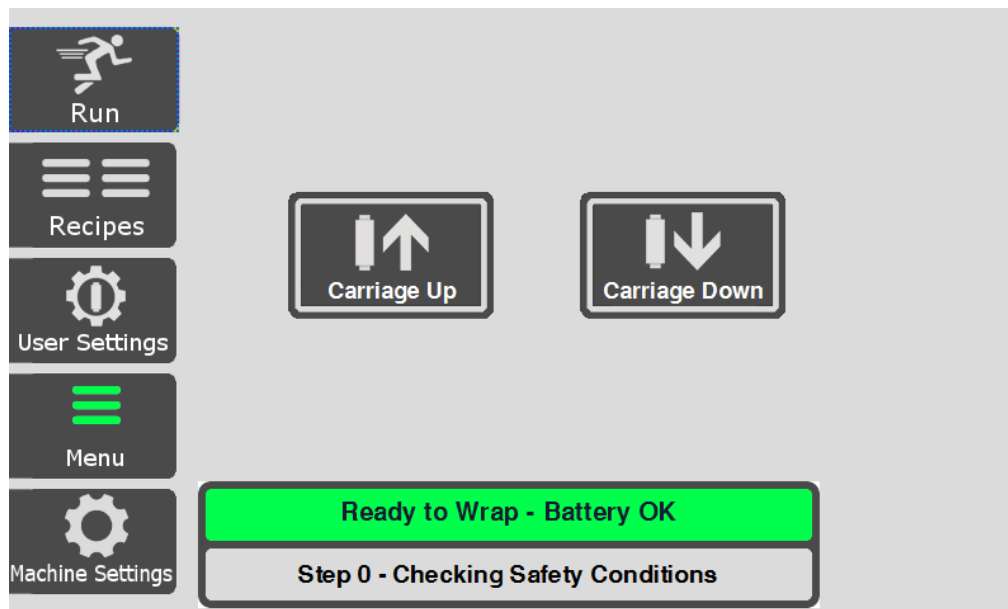 Run
Recipes
User Settings
Menu
Machine Settings
Carriage Up
Carriage Down
Ready to Wrap - Battery OK
Step 0 - Checking Safety Conditions